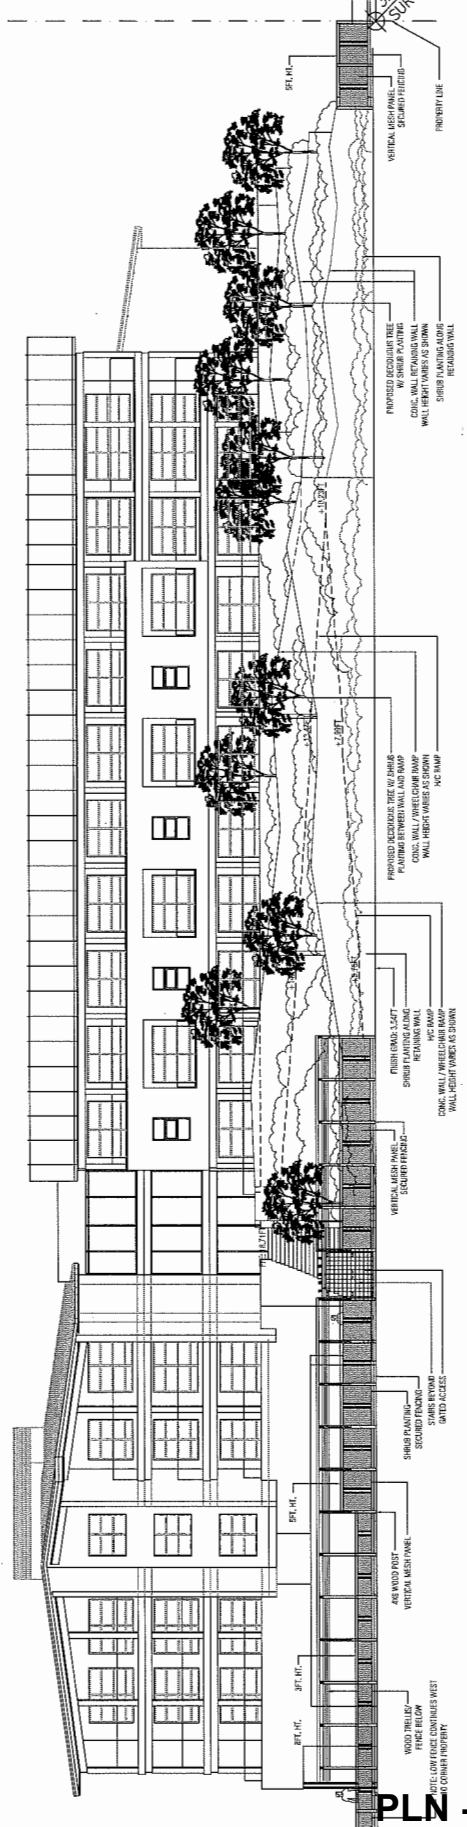 8FT. HT.
3FT. HT.
5FT. HT.
5FT. HT.
NOTE: LOW FENCE CONTINUES WEST
TO CORNER PROPERTY
WOOD TRELLIS/
FENCE BELOW
4X6 WOOD POST
VERTICAL MESH PANEL
SHRUB PLANTING
SECURED FENCING
STAIRS BEYOND
GATED ACCESS
VERTICAL MESH PANEL
SECURED FENCING
FINISH GRAD: 3.54FT
SHRUB PLANTING ALONG
RETAINING WALL
H/C RAMP
CONC. WALL / WHEELCHAIR RAMP
WALL HEIGHT VARIES AS SHOWN
PROPOSED DECIDUOUS TREE W/ SHRUB
PLANTING BETWEEN WALL AND RAMP
CONC. WALL / WHEELCHAIR RAMP
WALL HEIGHT VARIES AS SHOWN
H/C RAMP
PROPOSED DECIDUOUS TREE
W/ SHRUB PLANTING
CONC. WALL RETAINING WALL
WALL HEIGHT VARIES AS SHOWN
SHRUB PLANTING ALONG
RETAINING WALL
VERTICAL MESH PANEL
SECURED FENCING
PROPERTY LINE
PLN -